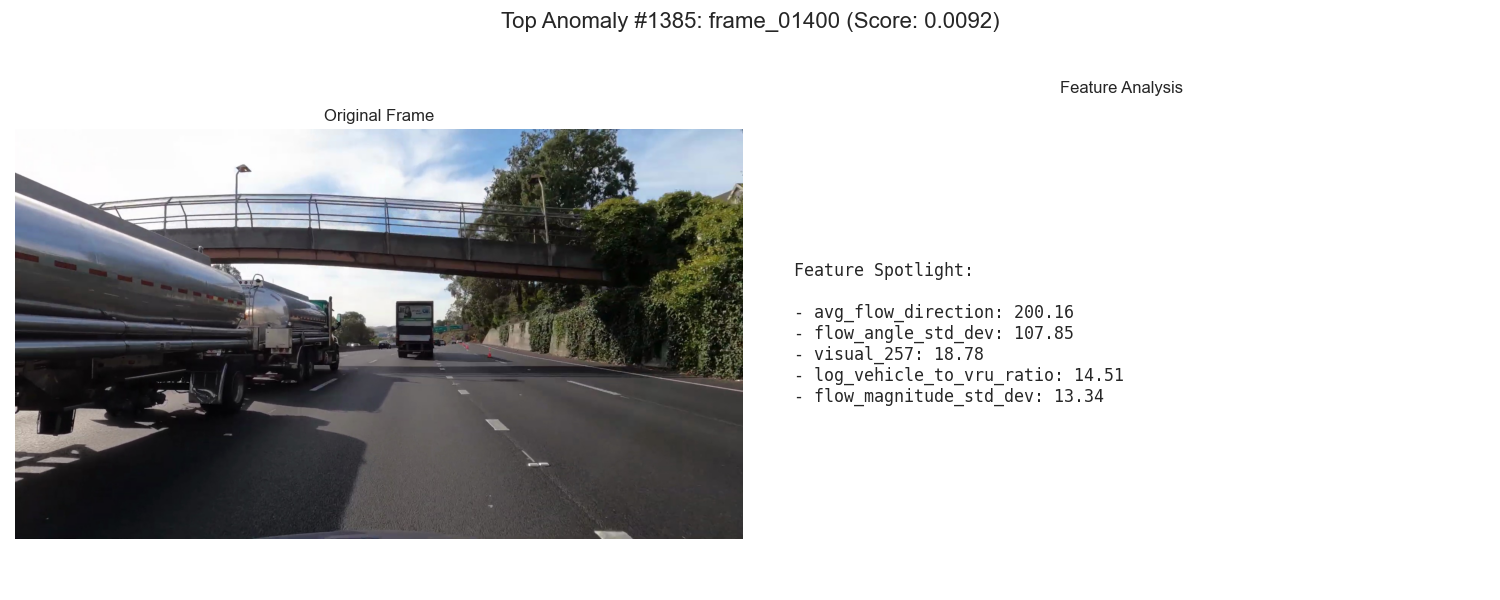 Top Anomaly #1385: frame_01400 (Score: 0.0092)
Original Frame
Feature Analysis
Feature Spotlight:
- avg_flow_direction: 200.16
- flow_angle_std_dev: 107.85
- visual_257: 18.78
- log_vehicle_to_vru_ratio: 14.51
- flow_magnitude_std_dev: 13.34